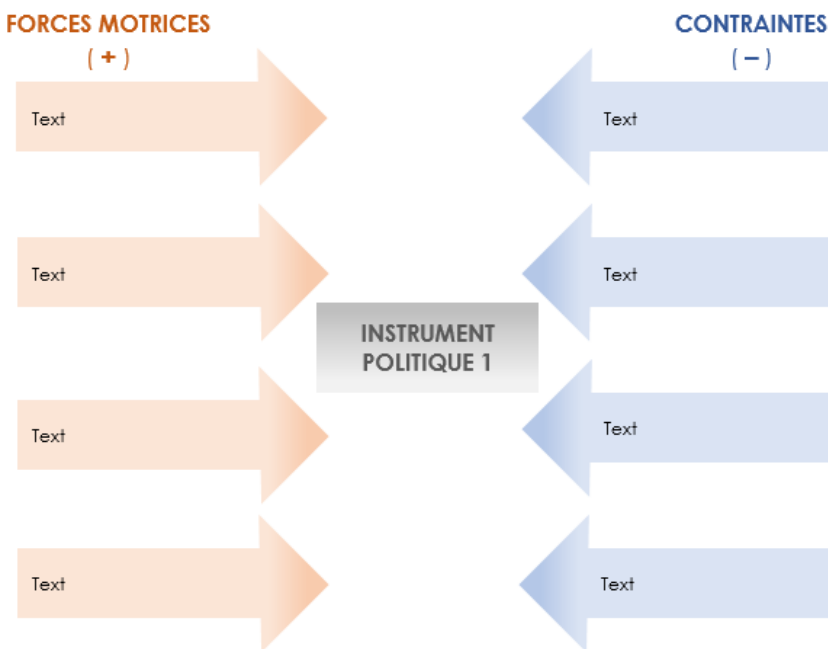 FORCES MOTRICES
( + )
CONTRAINTES
( – )
Text
Text
Text
Text
INSTRUMENT
POLITIQUE 1
Text
Text
Text
Text